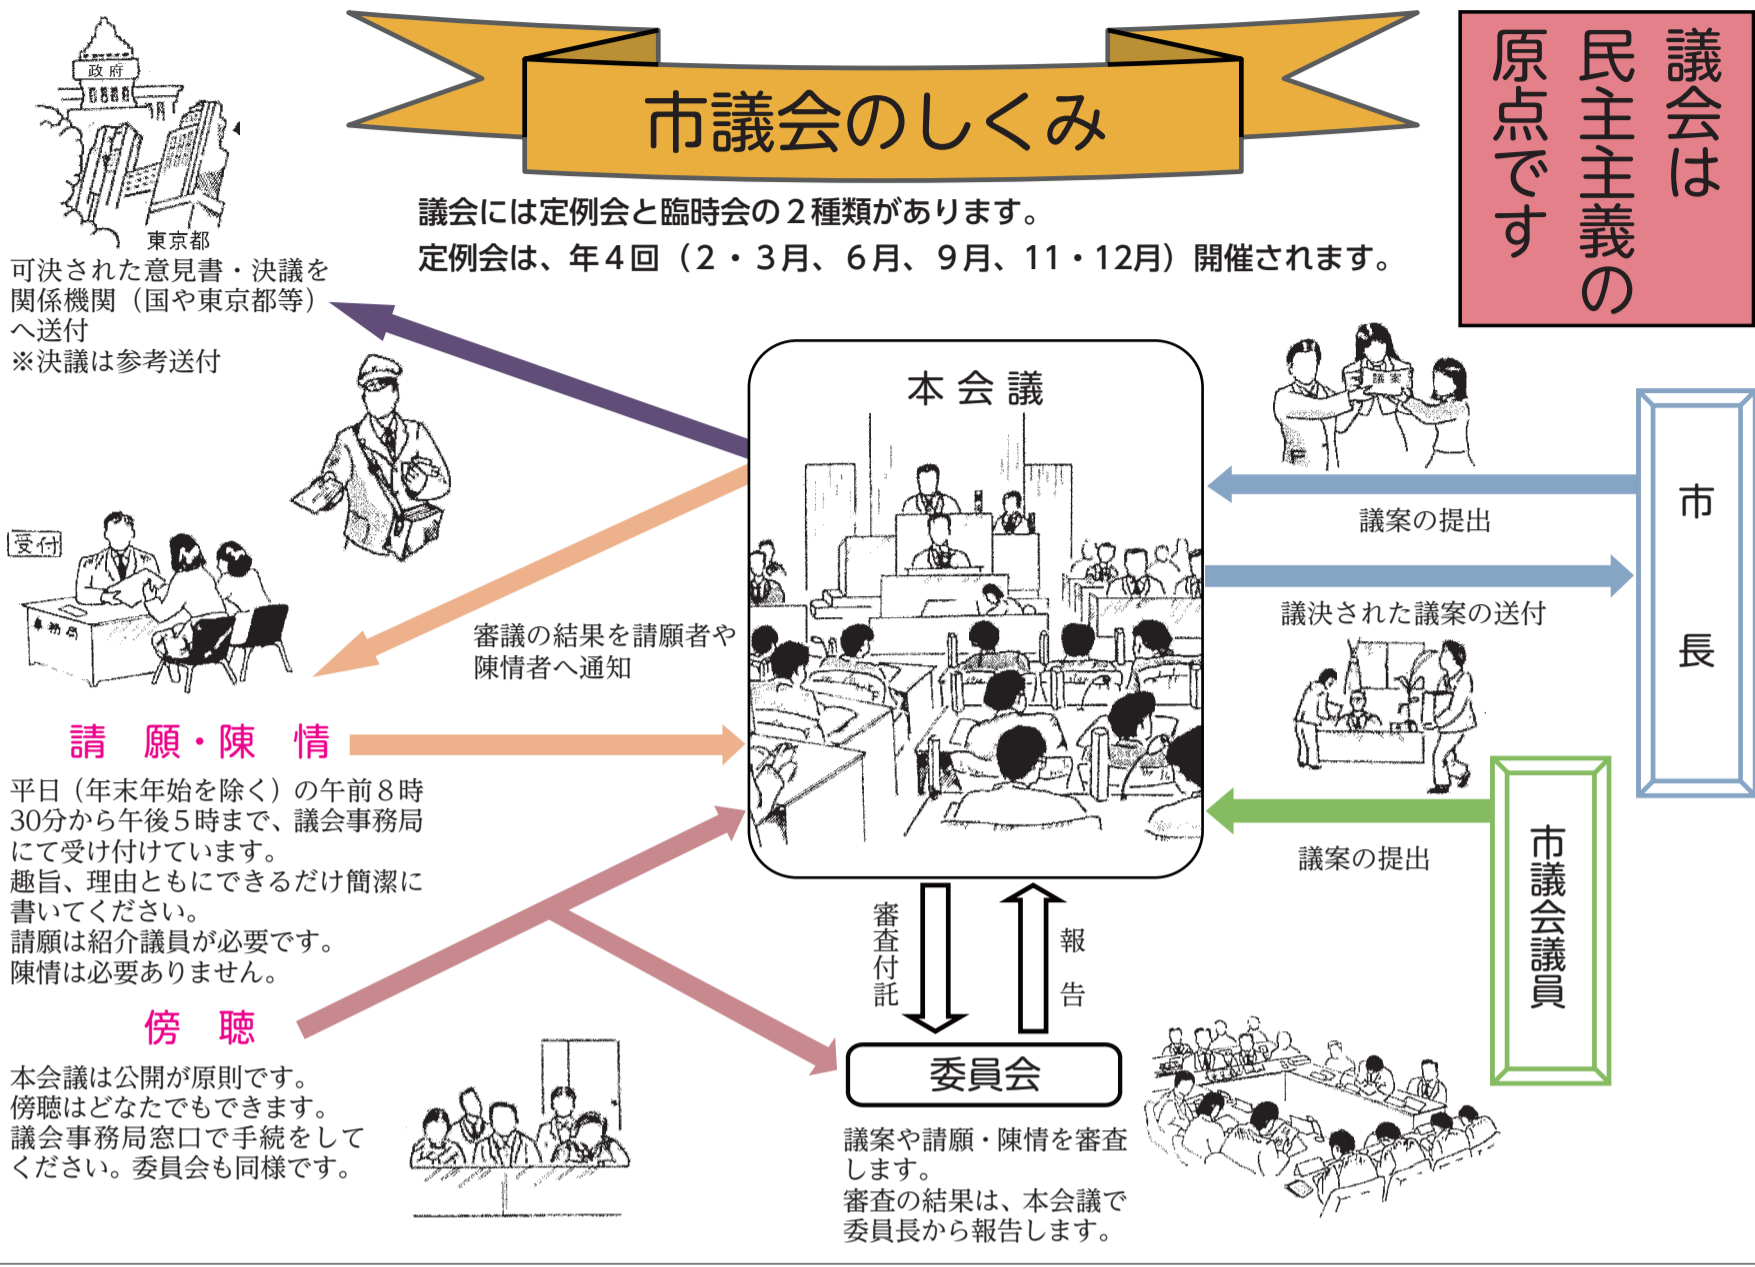 市議会のしくみ
議会は
民主主義の
原点です
議会には定例会と臨時会の２種類があります。
定例会は、年４回（２・３月、６月、９月、11・12月）開催されます。
政府
東京都
可決された意見書・決議を
関係機関（国や東京都等）
へ送付
※決議は参考送付
本会議
議案
議案の提出
市長
議決された議案の送付
議案の提出
市議会議員
受付
事務局
審議の結果を請願者や
陳情者へ通知
請　願・陳　情
平日（年末年始を除く）の午前８時
30分から午後５時まで、議会事務局
にて受け付けています。
趣旨、理由ともにできるだけ簡潔に
書いてください。
請願は紹介議員が必要です。
陳情は必要ありません。
傍　聴
本会議は公開が原則です。
傍聴はどなたでもできます。
議会事務局窓口で手続をして
ください。委員会も同様です。
審査付託
報告
委員会
議案や請願・陳情を審査
します。
審査の結果は、本会議で
委員長から報告します。